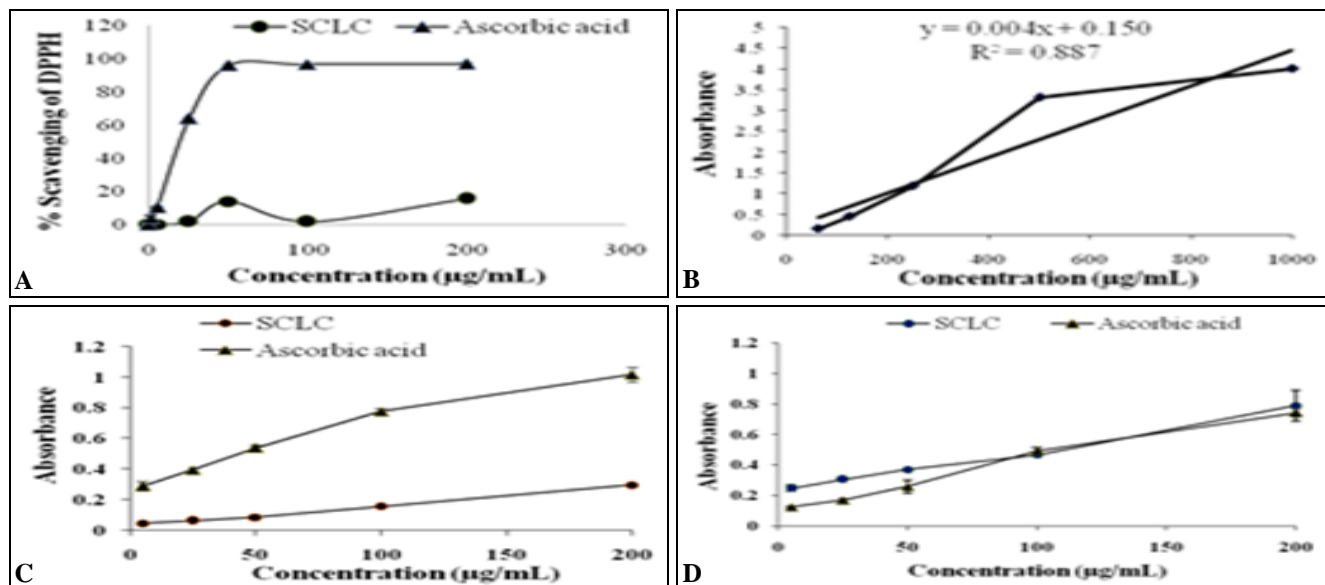 SCLC Ascorbic acid
120
100
80
60
40
20
0
% Scavenging of DPPH
0 100 200 300
Concentration (µg/mL)
A
y = 0.004x + 0.150
R² = 0.887
4.5
4
3.5
3
2.5
2
1.5
1
0.5
0
Absorbance
0 200 400 600 800 1000
Concentration (µg/mL)
B
SCLC
Ascorbic acid
1.2
1
0.8
0.6
0.4
0.2
0
Absorbance
0 50 100 150 200
Concentration (µg/mL)
C
SCLC Ascorbic acid
1.2
1
0.8
0.6
0.4
0.2
0
Absorbance
0 50 100 150 200
Concentration (µg/mL)
D